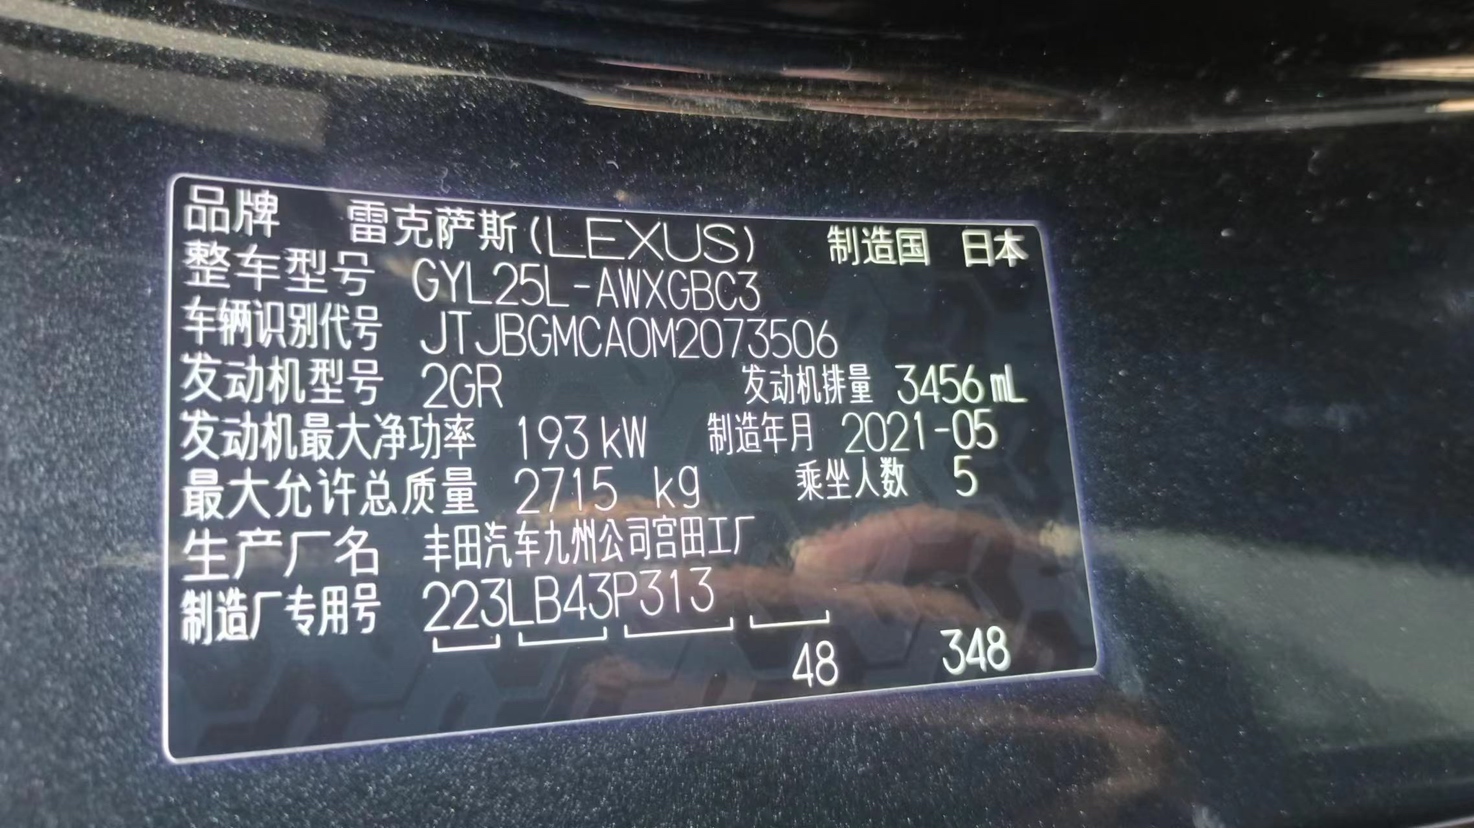 品牌 雷克萨斯(LEXUS) 制造国 日本
整车型号 GYL25L-AWXGBC3
车辆识别代号 JTJBGMCA0M2073506
发动机型号 2GR 发动机排量 3456mL
发动机最大净功率 193kW 制造年月 2021-05
最大允许总质量 2715 kg 乘坐人数 5
生产厂名 丰田汽车九州公司宫田工厂
制造厂专用号 223LB43P313
48 348